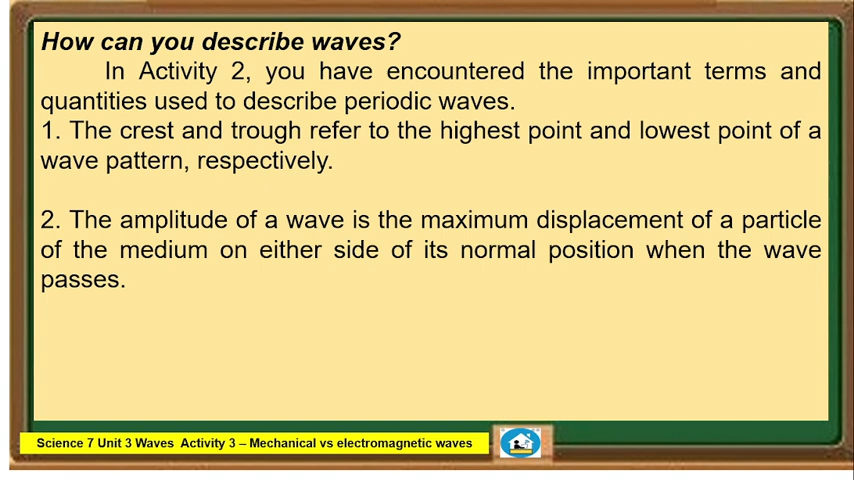 How can you describe waves?
In Activity 2, you have encountered the important terms and
quantities used to describe periodic waves.
1. The crest and trough refer to the highest point and lowest point of a
wave pattern, respectively.
2. The amplitude of a wave is the maximum displacement of a particle
of the medium on either side of its normal position when the wave
passes.
Science 7 Unit 3 Waves Activity 3 – Mechanical vs electromagnetic waves